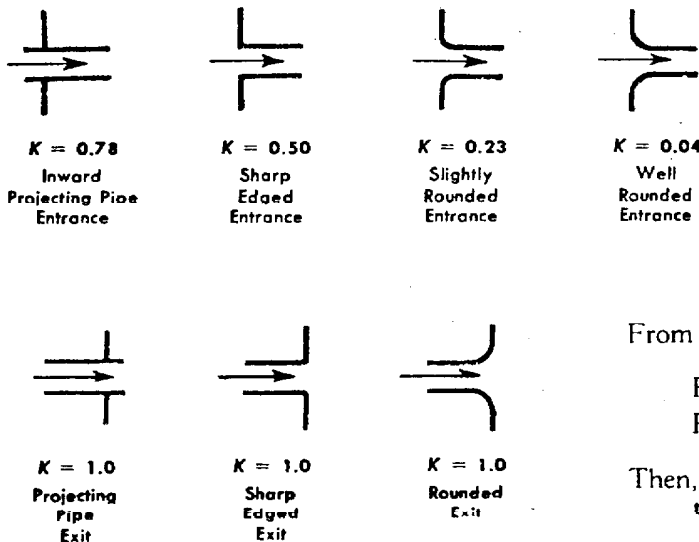 K = 0.78
Inward
Projecting Pipe
Entrance
K = 0.50
Sharp
Edged
Entrance
K = 0.23
Slightly
Rounded
Entrance
K = 0.04
Well
Rounded
Entrance
K = 1.0
Projecting
Pipe
Exit
K = 1.0
Sharp
Edged
Exit
K = 1.0
Rounded
Exit
From
Then,